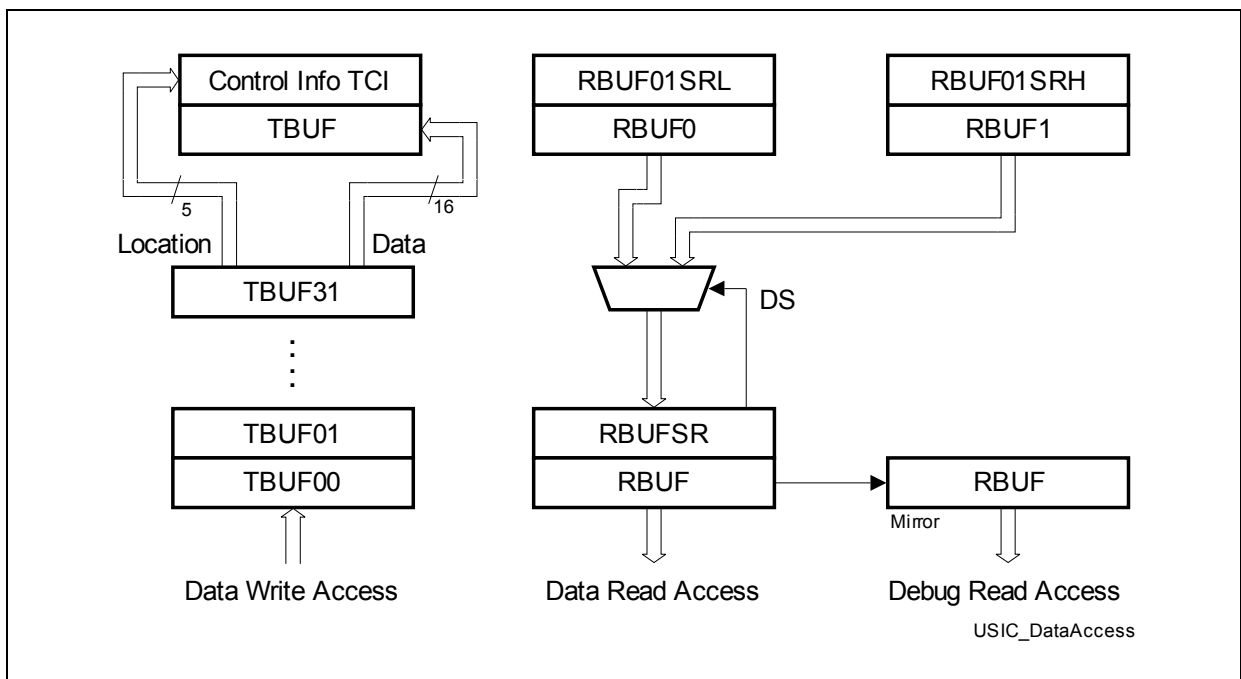 Control Info TCI
TBUF
5
16
Location
Data
TBUF31
TBUF01
TBUF00
Data Write Access
RBUF01SRL
RBUF0
RBUF01SRH
RBUF1
DS
RBUFSR
RBUF
Data Read Access
RBUF
Mirror
Debug Read Access
USIC_DataAccess